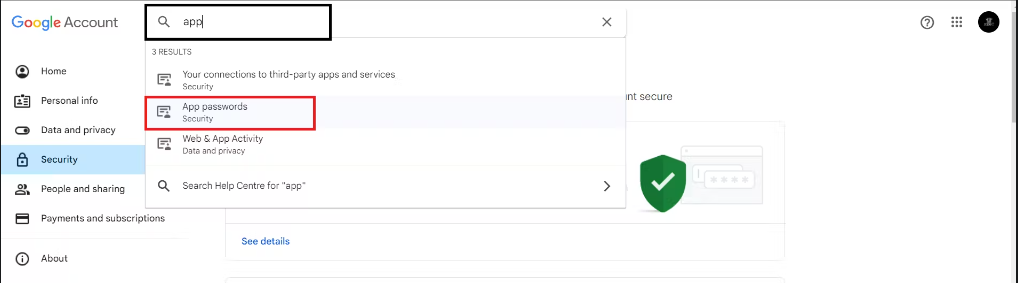 Google Account
app
3 RESULTS
Your connections to third-party apps and services
Security
App passwords
Security
Web & App Activity
Data and privacy
Search Help Centre for "app"
Home
Personal info
Data and privacy
Security
People and sharing
Payments and subscriptions
About
secure
See details